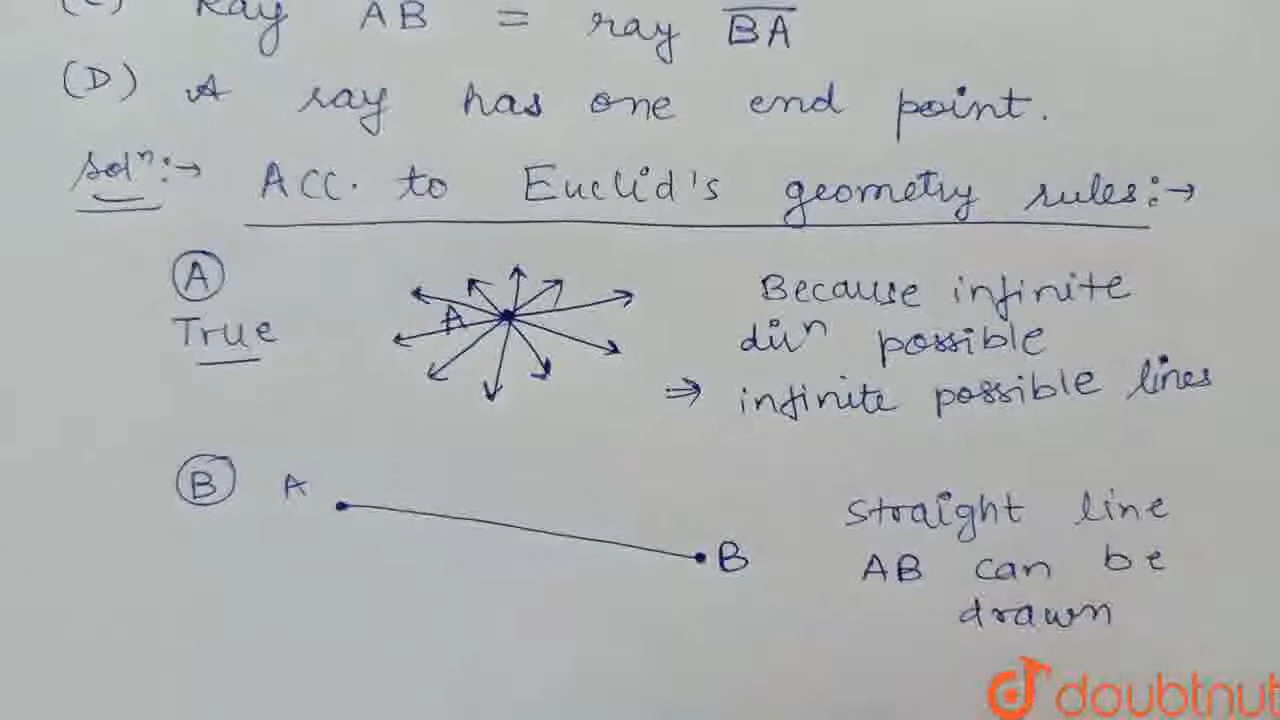 (C) Ray AB = ray BA
(D) A ray has one end point.
Solⁿ:→ ACC. to Euclid's geometry rules:→
A
True
A
Because infinite
dirⁿ possible
⇒ infinite possible lines
B
A
B
Straight line
AB can be
drawn
doubtnut